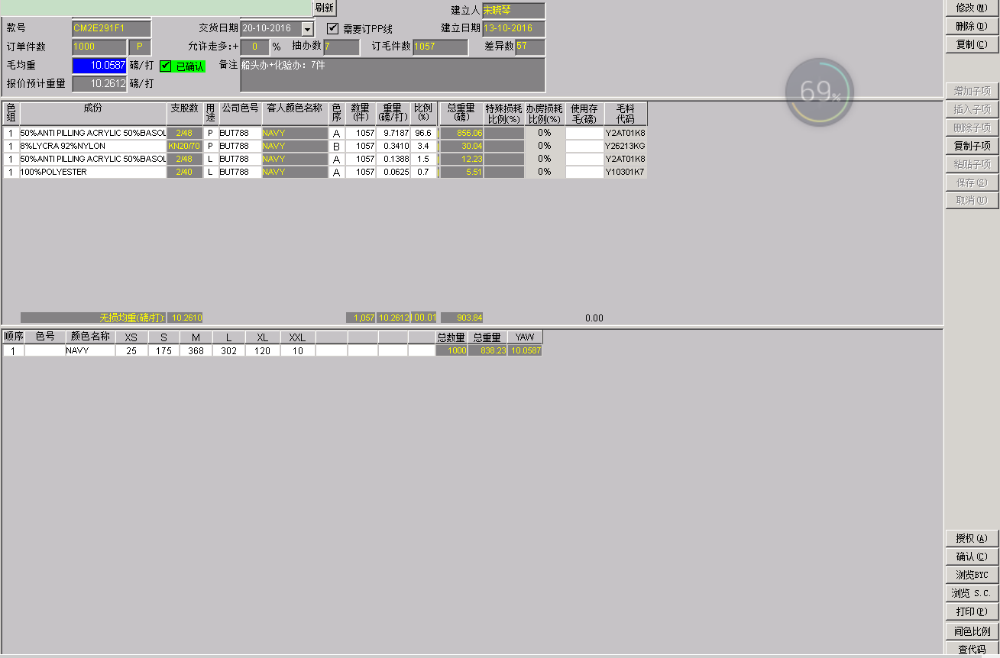 刷新 建立人 宋晓琴 修改(M)
款号 CM2E291F1 交货日期 20-10-2016 需要订PP线 建立日期 13-10-2016 删除(D)
订单件数 1000 P 允许走多:+ 0 % 抽办数 7 订毛件数 1057 差异数 57 复制(C)
毛均重 10.0587 磅/打 已确认 备注 船头办+化验办：7件
报价预计重量 10.2612 磅/打
69%
增加子项
插入子项
删除子项
复制子项
粘贴子项
保存(S)
取消(U)
色组 成份 支股数 用途 公司色号 客人颜色名称 色序 数量(件) 重量(磅/打) 比例(%) 总重量(磅) 特殊损耗比例(%) 办房损耗比例(%) 使用存毛(磅) 毛料代码
1 50%ANTI PILLING ACRYLIC 50%BASOL 2/48 P BUT788 NAVY A 1057 9.7187 96.6 856.06 0% Y2AT01K8
1 8%LYCRA 92%NYLON KN20/70 P BUT788 NAVY B 1057 0.3410 3.4 30.04 0% Y26213KG
1 50%ANTI PILLING ACRYLIC 50%BASOL 2/48 L BUT788 NAVY A 1057 0.1388 1.5 12.23 0% Y2AT01K8
1 100%POLYESTER 2/40 L BUT788 NAVY A 1057 0.0625 0.7 5.51 0% Y10301K7
无损均重(磅/打): 10.2610 1,057 10.2612 00.01 903.84 0.00
顺序 色号 颜色名称 XS S M L XL XXL 总数量 总重量 YAW
1 NAVY 25 175 368 302 120 10 1000 838.23 10.0587
授权(A)
确认(C)
浏览BYC
浏览 S.C.
打印(P)
间色比例
查代码